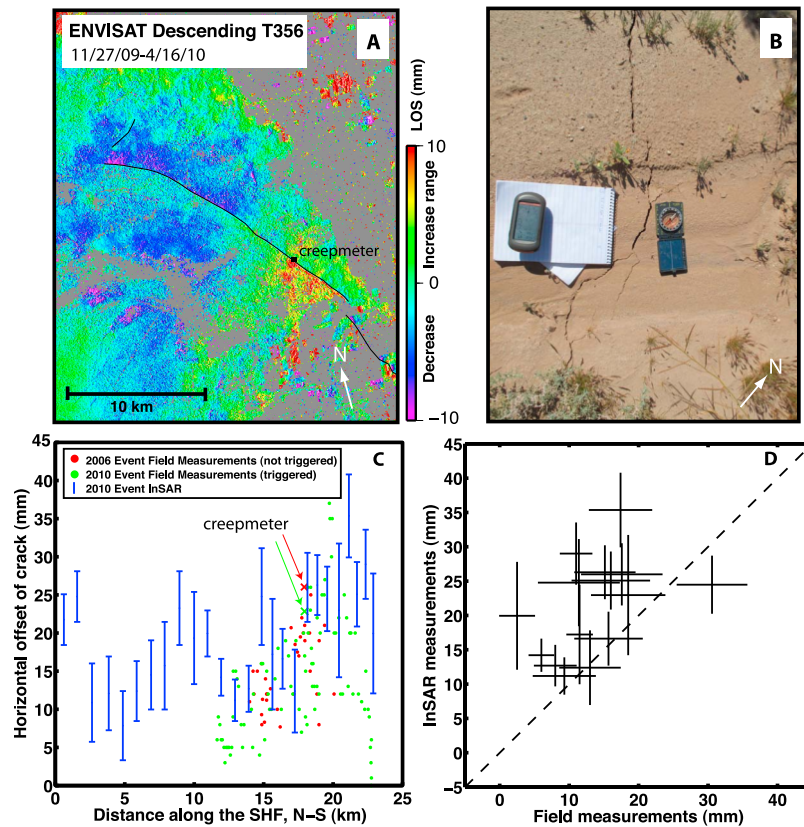 ENVISAT Descending T356
11/27/09-4/16/10
A
creepmeter
N
10 km
LOS (mm)
10
Increase range
0
Decrease
−10
B
N
C
2006 Event Field Measurements (not triggered)
2010 Event Field Measurements (triggered)
2010 Event InSAR
creepmeter
Horizontal offset of crack (mm)
45
40
35
30
25
20
15
10
5
0
0 5 10 15 20 25
Distance along the SHF, N−S (km)
D
InSAR measurements (mm)
45
40
35
30
25
20
15
10
5
0
−5
0 10 20 30 40
Field measurements (mm)